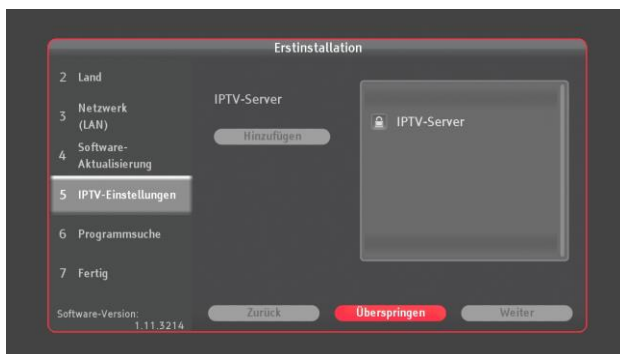 Erstinstallation
2 Land
3 Netzwerk
(LAN)
4 Software-
Aktualisierung
5 IPTV-Einstellungen
6 Programmsuche
7 Fertig
Software-Version:
1.11.3214
IPTV-Server
Hinzufügen
IPTV-Server
Zurück
Überspringen
Weiter